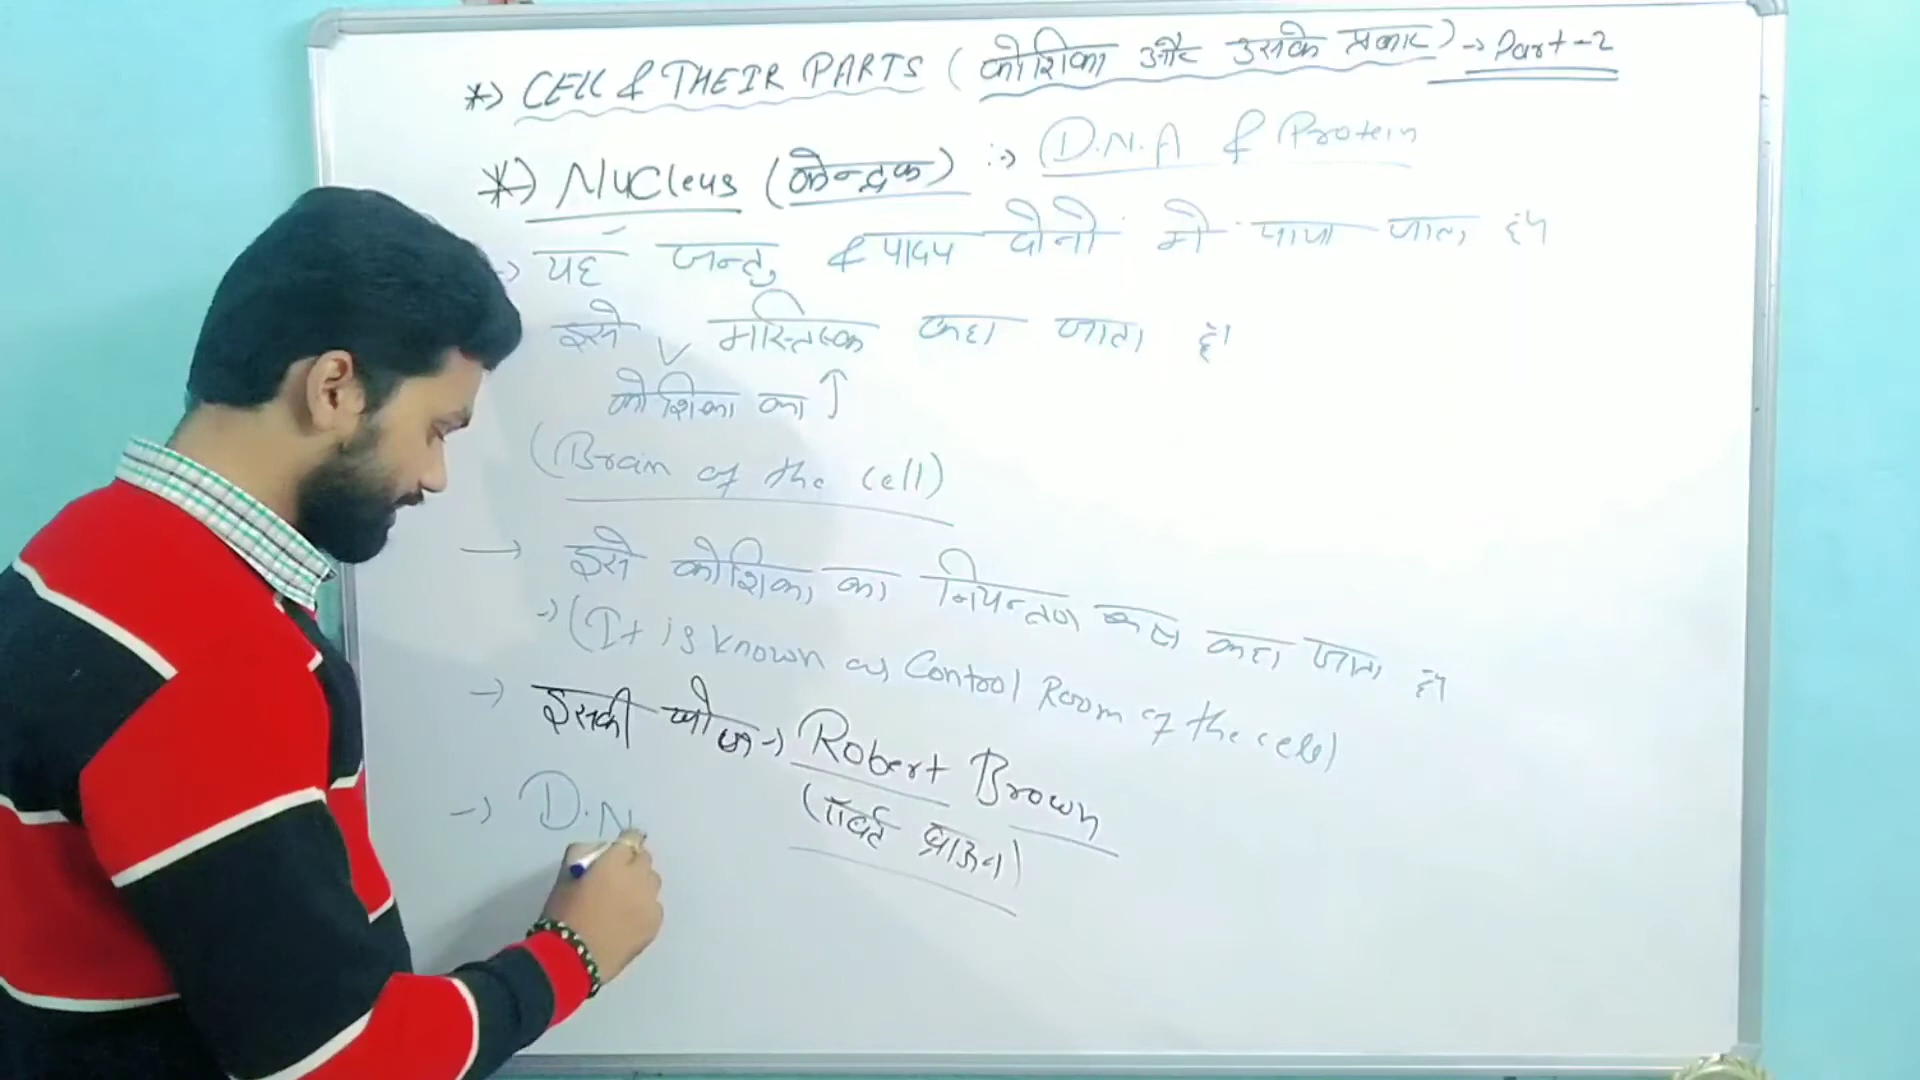 *→ CELL & THEIR PARTS (कोशिका और उसके प्रकार) → Part-2
*→ Nucleus (केन्द्रक) :→ D.N.A & Protein
→ यह जन्तु & पादप दोनो मे पाया जाता है।
इसे ∨ मस्तिष्क कहा जाता है।
कोशिका का ↑
(Brain of the cell)
→ इसे कोशिका का नियन्त्रण कक्ष कहा जाता है।
→ (It is known as Control Room of the cell)
→ इसकी खोज → Robert Brown
(रॉबर्ट ब्राऊन)
→ D.N